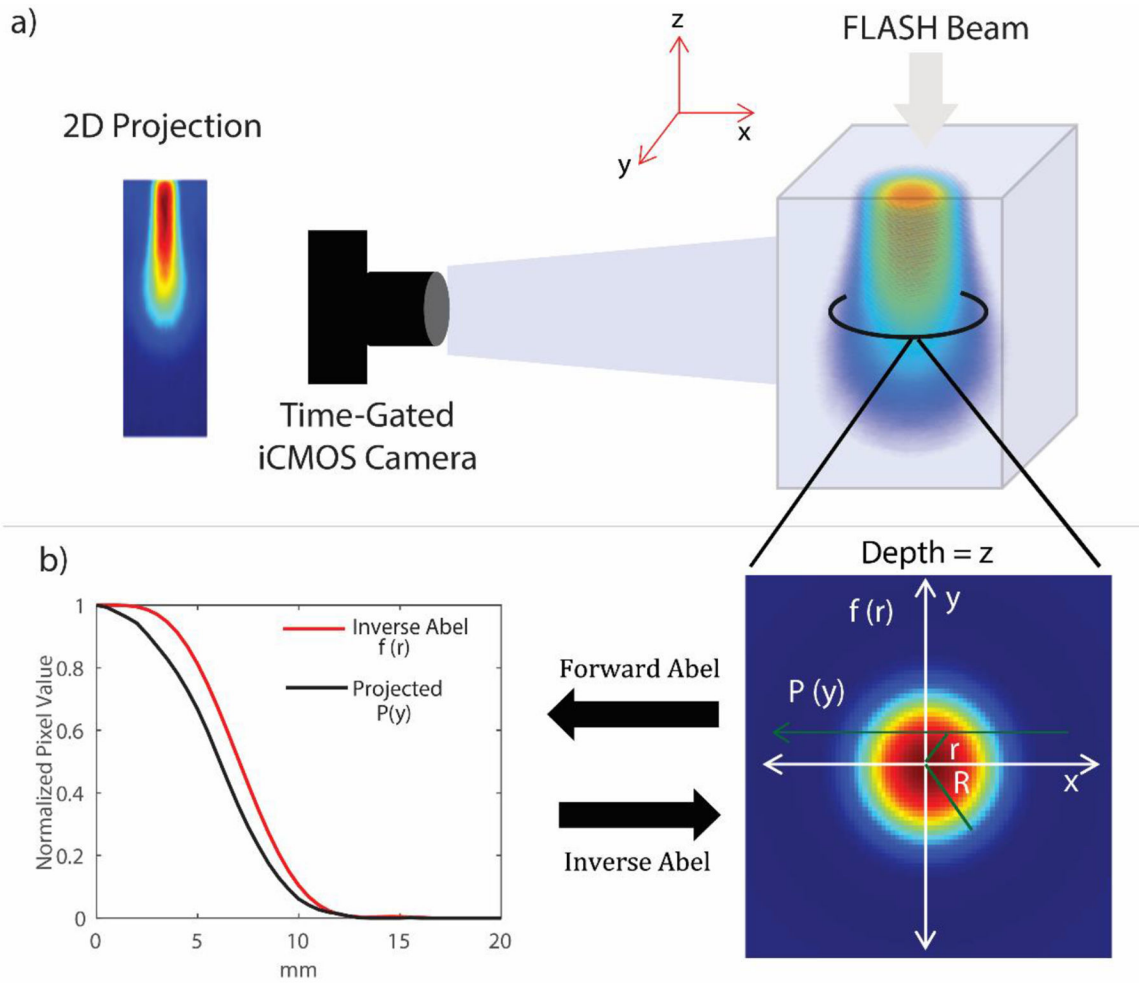 a)
z
x
y
FLASH Beam
2D Projection
Time-Gated
iCMOS Camera
b)
Depth = z
Normalized Pixel Value
1
0.8
0.6
0.4
0.2
0
0
5
10
15
20
mm
Inverse Abel
f (r)
Projected
P(y)
Forward Abel
Inverse Abel
f (r)
y
P (y)
r
R
x